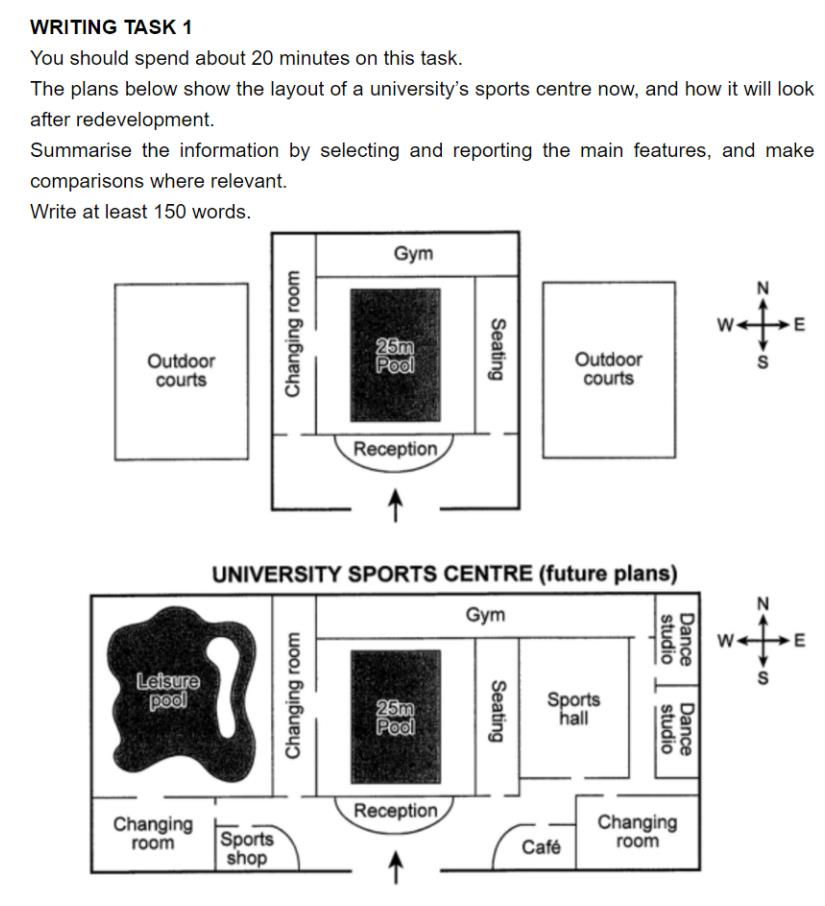 WRITING TASK 1
You should spend about 20 minutes on this task.
The plans below show the layout of a university’s sports centre now, and how it will look
after redevelopment.
Summarise the information by selecting and reporting the main features, and make
comparisons where relevant.
Write at least 150 words.
Gym
Changing room
25m
Pool
Seating
Outdoor
courts
Outdoor
courts
Reception
N
W E
S
UNIVERSITY SPORTS CENTRE (future plans)
Gym
Leisure
pool
Changing room
25m
Pool
Seating
Sports
hall
Dance
studio
Dance
studio
Reception
Changing
room
Sports
shop
Café
Changing
room
N
W E
S